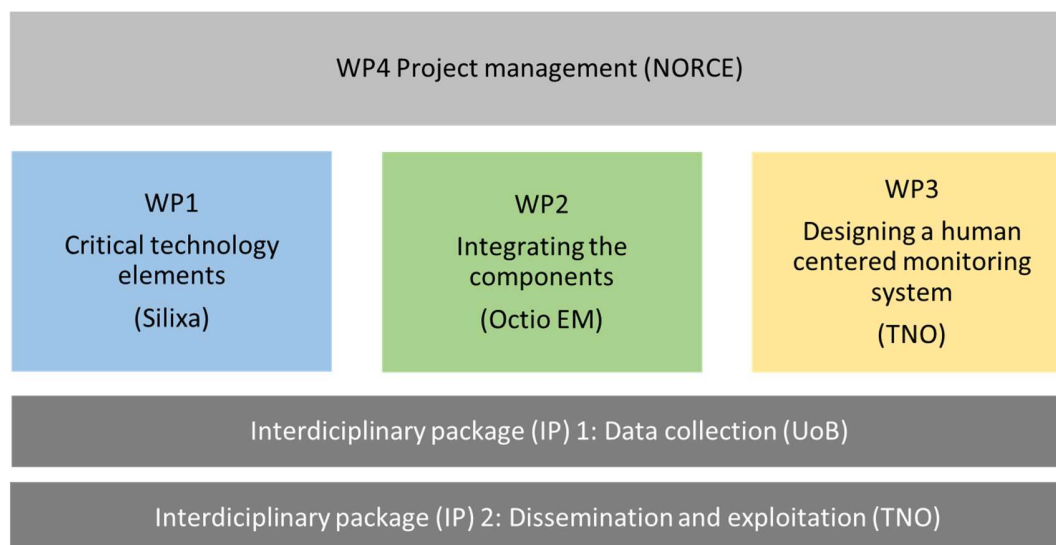 WP4 Project management (NORCE)
WP1
Critical technology
elements
(Silixa)
WP2
Integrating the
components
(Octio EM)
WP3
Designing a human
centered monitoring
system
(TNO)
Interdiciplinary package (IP) 1: Data collection (UoB)
Interdiciplinary package (IP) 2: Dissemination and exploitation (TNO)